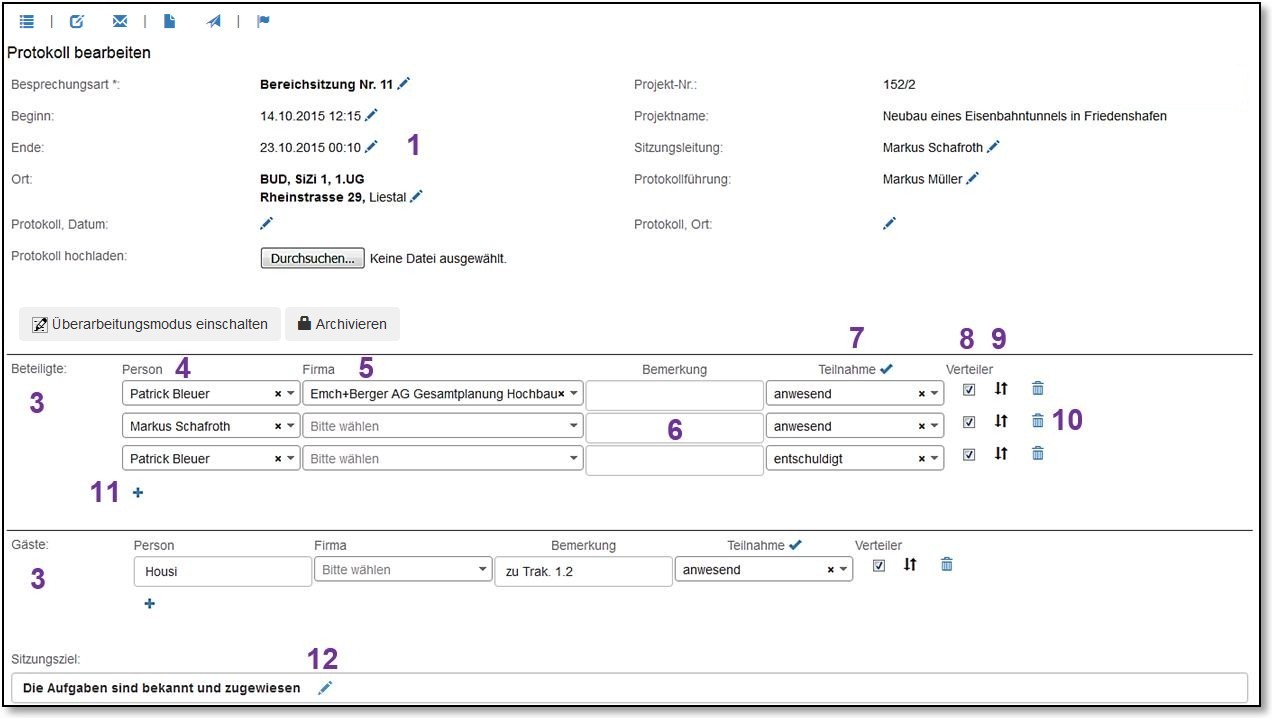 Protokoll bearbeiten
Besprechungsart *: Bereichsitzung Nr. 11 Projekt-Nr.: 152/2
Beginn: 14.10.2015 12:15 Projektname: Neubau eines Eisenbahntunnels in Friedenshafen
Ende: 23.10.2015 00:10 1 Sitzungsleitung: Markus Schafroth
Ort: BUD, SiZi 1, 1.UG Protokollführung: Markus Müller
Rheinstrasse 29, Liestal
Protokoll, Datum: Protokoll, Ort:
Protokoll hochladen: Durchsuchen... Keine Datei ausgewählt.
Überarbeitungsmodus einschalten Archivieren
7 8 9
Beteiligte: Person 4 Firma 5 Bemerkung Teilnahme Verteiler
3 Patrick Bleuer × Emch+Berger AG Gesamtplanung Hochbau× anwesend ×
Markus Schafroth × Bitte wählen 6 anwesend × 10
Patrick Bleuer × Bitte wählen entschuldigt ×
11 +
Gäste: Person Firma Bemerkung Teilnahme Verteiler
3 Housi Bitte wählen zu Trak. 1.2 anwesend ×
+
Sitzungsziel: 12
Die Aufgaben sind bekannt und zugewiesen